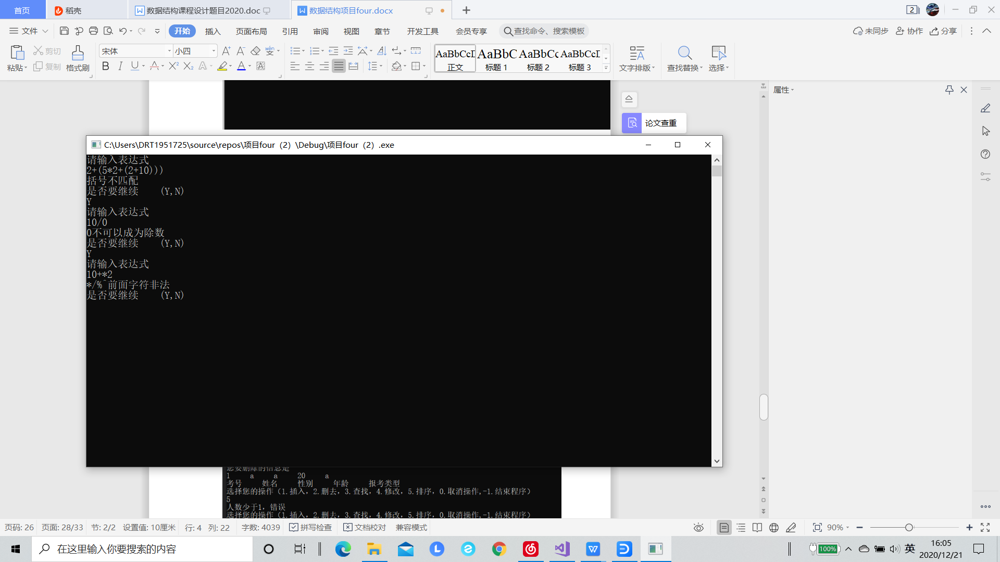 首页
稻壳
数据结构课程设计题目2020.doc
数据结构项目four.docx
2
文件
开始
插入
页面布局
引用
审阅
视图
章节
开发工具
会员专享
查找命令、搜索模板
未同步
协作
分享
粘贴
剪切
复制
格式刷
宋体
小四
AaBbCcD
正文
AaBbC
标题 1
AaBbCc
标题 2
AaBbCcI
标题 3
文字排版
查找替换
选择
属性
论文查重
C:\Users\DRT1951725\source\repos\项目four（2）\Debug\项目four（2）.exe
请输入表达式
2+(5*2+(2+10)))
括号不匹配
是否要继续 (Y,N)
Y
请输入表达式
10/0
0不可以成为除数
是否要继续 (Y,N)
Y
请输入表达式
10+*2
*/%^前面字符非法
是否要继续 (Y,N)
您要删除的信息是
1 a a 20 a
考号 姓名 性别 年龄 报考类型
选择您的操作（1.插入，2.删去，3.查找，4.修改，5.排序，0.取消操作,-1.结束程序）
5
人数少于1，错误
选择您的操作（1.插入，2.删去，3.查找，4.修改，5.排序，0.取消操作,-1.结束程序）
页码: 26 页面: 28/33 节: 2/2 设置值: 10厘米 行: 4 列: 22 字数: 4039 拼写检查 文档校对 兼容模式
90%
在这里输入你要搜索的内容
100%
英
16:05
2020/12/21